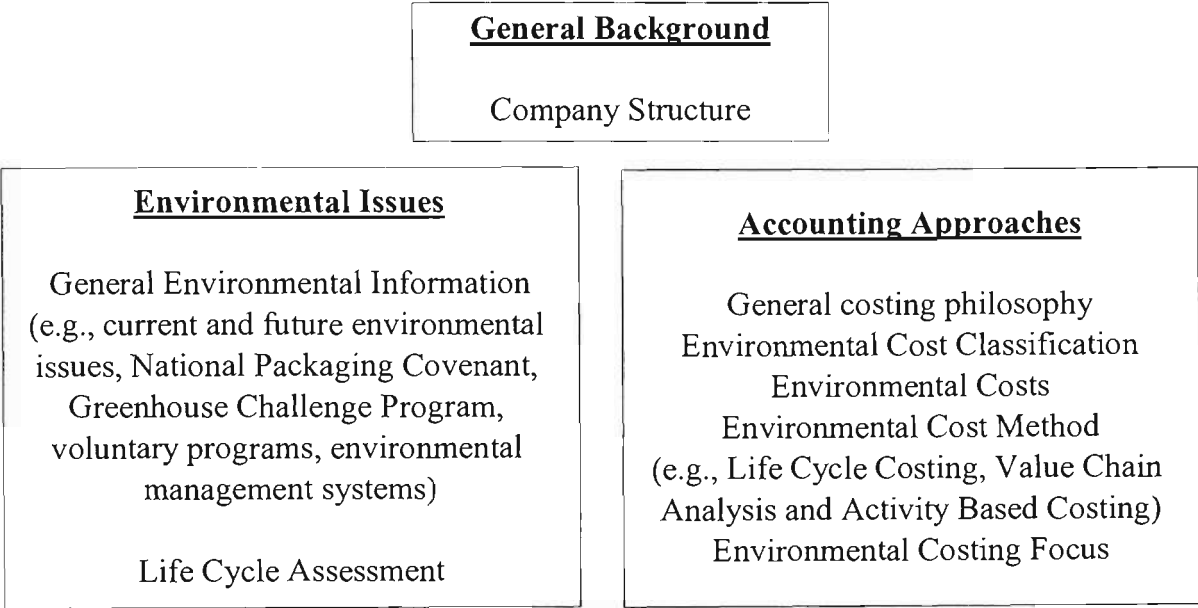 General Background
Company Structure
Environmental Issues
General Environmental Information
(e.g., current and future environmental
issues, National Packaging Covenant,
Greenhouse Challenge Program,
voluntary programs, environmental
management systems)
Life Cycle Assessment
Accounting Approaches
General costing philosophy
Environmental Cost Classification
Environmental Costs
Environmental Cost Method
(e.g., Life Cycle Costing, Value Chain
Analysis and Activity Based Costing)
Environmental Costing Focus